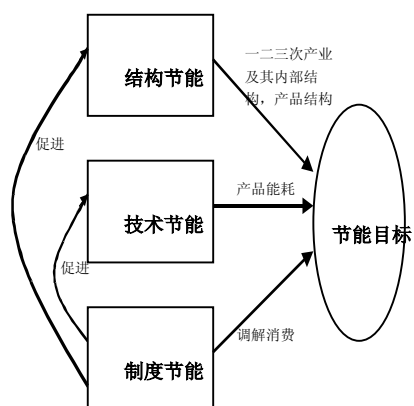 结构节能
一二三次产业
及其内部结
构，产品结构
促进
技术节能
产品能耗
节能目标
促进
制度节能
调解消费